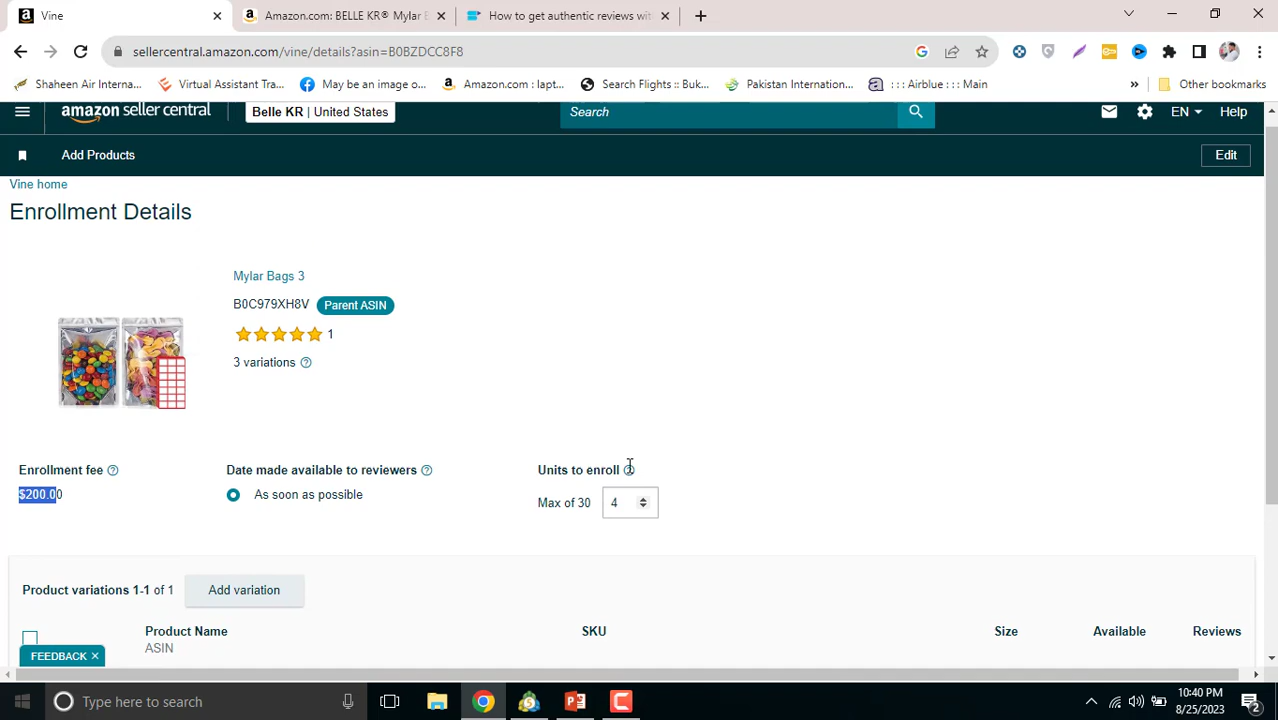 Vine
Amazon.com: BELLE KR® Mylar B
How to get authentic reviews wit
sellercentral.amazon.com/vine/details?asin=B0BZDCC8F8
Shaheen Air Interna...
Virtual Assistant Tra...
May be an image o...
Amazon.com : lapt...
Search Flights :: Buk...
Pakistan Internation...
: : : Airblue : : : Main
»
Other bookmarks
amazon seller central
Belle KR | United States
Search
EN
Help
Add Products
Edit
Vine home
Enrollment Details
Mylar Bags 3
B0C979XH8V Parent ASIN
1
3 variations
Enrollment fee
Date made available to reviewers
Units to enroll
$200.00
As soon as possible
Max of 30
4
Product variations 1-1 of 1
Add variation
Product Name
SKU
Size
Available
Reviews
ASIN
FEEDBACK ×
Type here to search
10:40 PM
8/25/2023
2